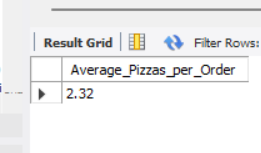 Result Grid Filter Rows:
Average_Pizzas_per_Order
2.32